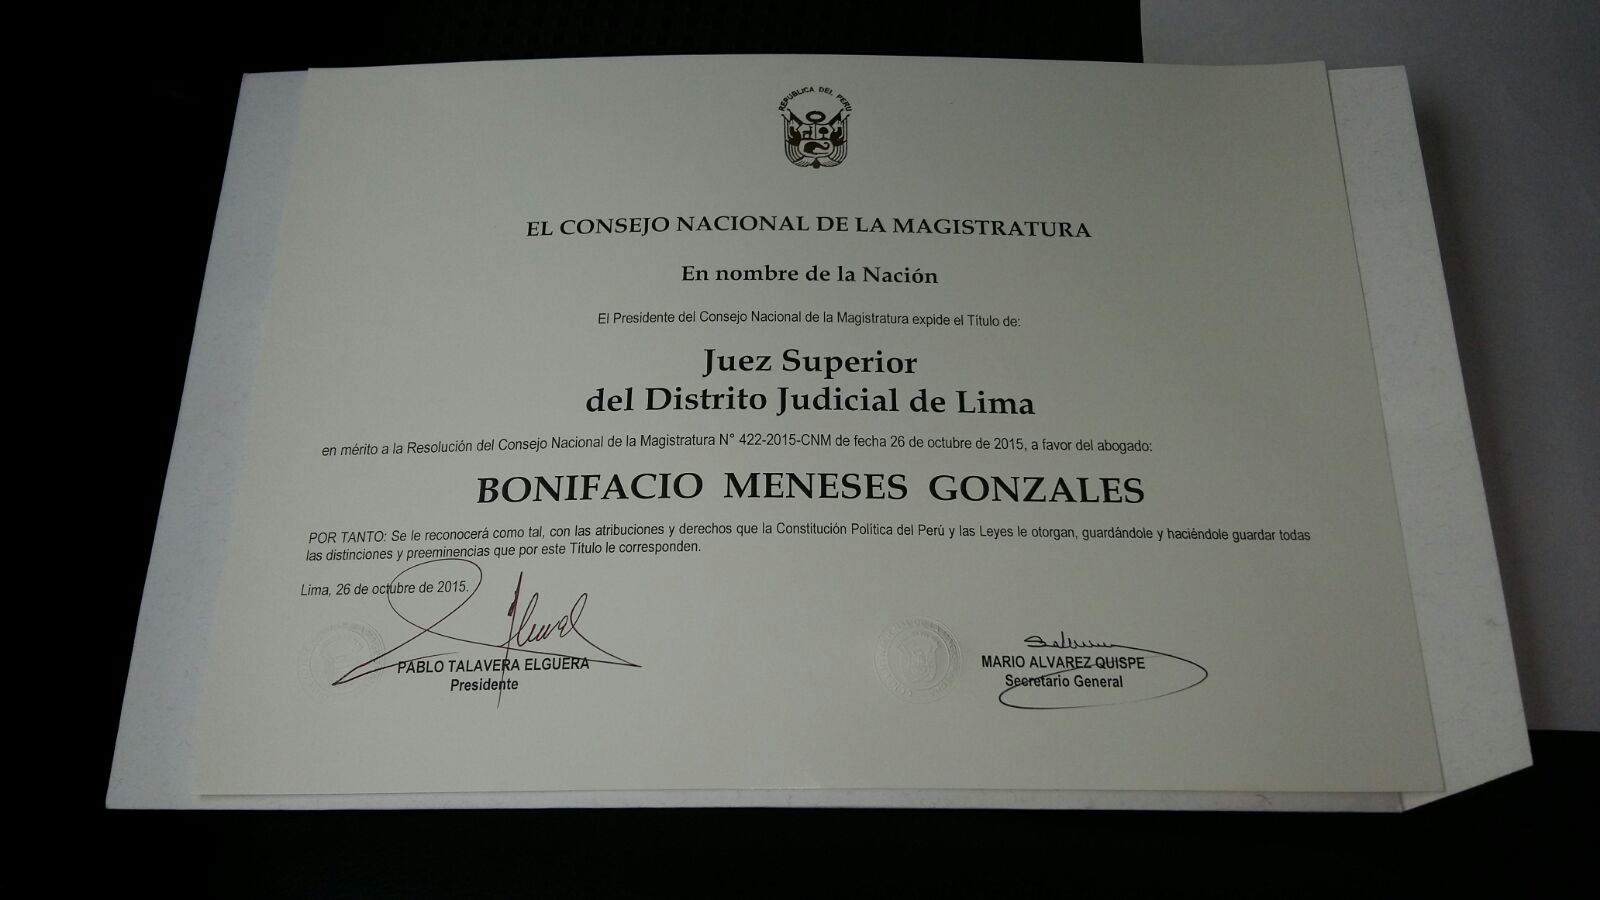 REPÚBLICA DEL PERÚ
EL CONSEJO NACIONAL DE LA MAGISTRATURA
En nombre de la Nación
El Presidente del Consejo Nacional de la Magistratura expide el Título de:
Juez Superior
del Distrito Judicial de Lima
en mérito a la Resolución del Consejo Nacional de la Magistratura N° 422-2015-CNM de fecha 26 de octubre de 2015, a favor del abogado:
BONIFACIO MENESES GONZALES
POR TANTO: Se le reconocerá como tal, con las atribuciones y derechos que la Constitución Política del Perú y las Leyes le otorgan, guardándole y haciéndole guardar todas
las distinciones y preeminencias que por este Título le corresponden.
Lima, 26 de octubre de 2015.
PABLO TALAVERA ELGUERA
Presidente
MARIO ALVAREZ QUISPE
Secretario General